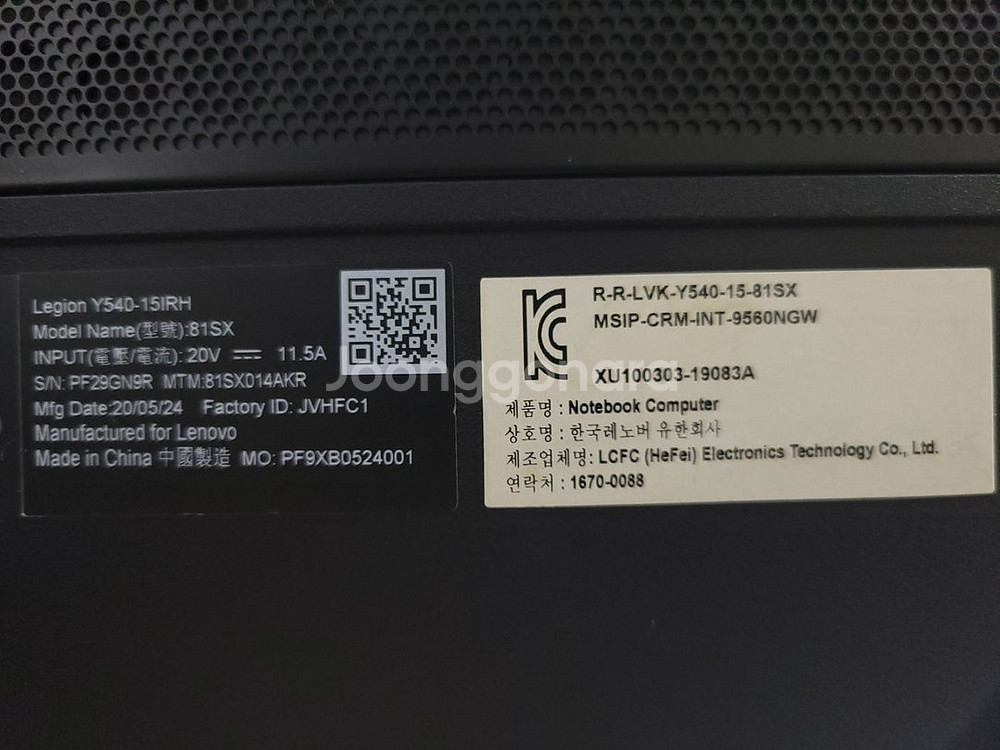 Legion Y540-15IRH
Model Name(型號):81SX
INPUT(電壓/電流): 20V ⎓ 11.5A
S/N: PF29GN9R MTM:81SX014AKR
Mfg Date:20/05/24 Factory ID: JVHFC1
Manufactured for Lenovo
Made in China 中國製造 MO: PF9XB0524001
R-R-LVK-Y540-15-81SX
MSIP-CRM-INT-9560NGW
XU100303-19083A
제품명 : Notebook Computer
상호명 : 한국레노버 유한회사
제조업체명: LCFC (HeFei) Electronics Technology Co., Ltd.
연락처 : 1670-0088
Joonggonara